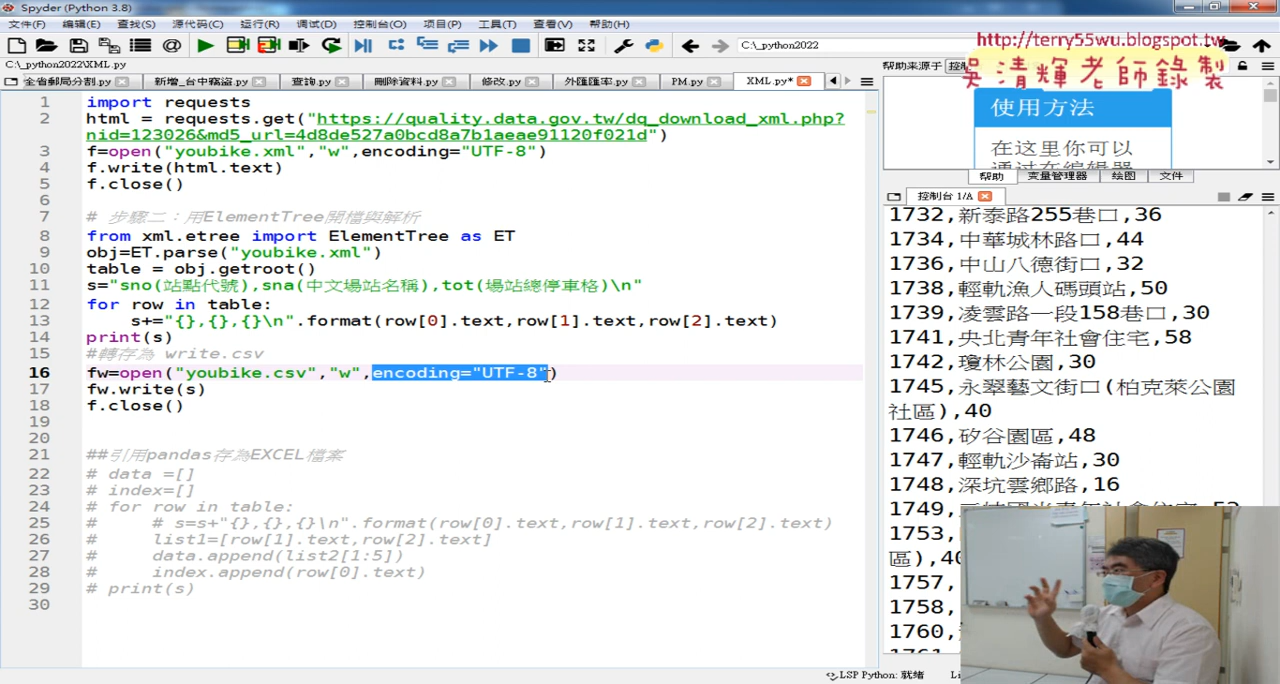 Spyder (Python 3.8)
文件(F) 编辑(E) 查找(S) 源代码(C) 运行(R) 调试(D) 控制台(O) 项目(P) 工具(T) 查看(V) 帮助(H)
C:\_python2022
http://terry55wu.blogspot.tw
吳清輝老師錄製
C:\_python2022\XML.py
帮助来源于
全省郵局分割.py 新增_台中竊盜.py 查詢.py 刪除資料.py 修改.py 外匯匯率.py PM.py XML.py*
1 import requests
2 html = requests.get("https://quality.data.gov.tw/dq_download_xml.php?
nid=123026&md5_url=4d8de527a0bcd8a7b1aeae91120f021d")
3 f=open("youbike.xml","w",encoding="UTF-8")
4 f.write(html.text)
5 f.close()
6
7 # 步驟二：用ElementTree開檔與解析
8 from xml.etree import ElementTree as ET
9 obj=ET.parse("youbike.xml")
10 table = obj.getroot()
11 s="sno(站點代號),sna(中文場站名稱),tot(場站總停車格)\n"
12 for row in table:
13 s+="{},{},{}\n".format(row[0].text,row[1].text,row[2].text)
14 print(s)
15 #轉存為 write.csv
16 fw=open("youbike.csv","w",encoding="UTF-8")
17 fw.write(s)
18 f.close()
19
20
21 ##引用pandas存為EXCEL檔案
22 # data =[]
23 # index=[]
24 # for row in table:
25 # # s=s+"{},{},{}\n".format(row[0].text,row[1].text,row[2].text)
26 # list1=[row[1].text,row[2].text]
27 # data.append(list2[1:5])
28 # index.append(row[0].text)
29 # print(s)
30
使用方法
在这里你可以
通过在编辑器
帮助 变量管理器 绘图 文件
控制台 1/A
1732,新泰路255巷口,36
1734,中華城林路口,44
1736,中山八德街口,32
1738,輕軌漁人碼頭站,50
1739,凌雲路一段158巷口,30
1741,央北青年社會住宅,58
1742,瓊林公園,30
1745,永翠藝文街口(柏克萊公園
社區),40
1746,矽谷園區,48
1747,輕軌沙崙站,30
1748,深坑雲鄉路,16
1749,
1753,
區),40
1757,
1758,
1760,
LSP Python: 就绪